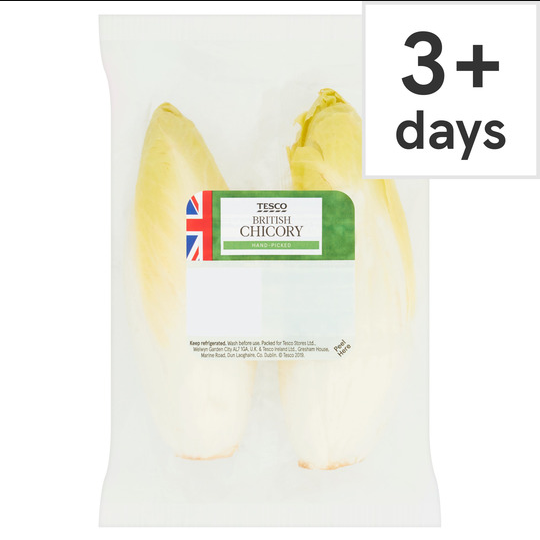 3+
days
TESCO
BRITISH
CHICORY
HAND-PICKED
Keep refrigerated. Wash before use. Packed for Tesco Stores Ltd.,
Welwyn Garden City AL7 1GA, U.K. & Tesco Ireland Ltd., Gresham House,
Marine Road, Dun Laoghaire, Co. Dublin. © Tesco 2019.
Peel
Here